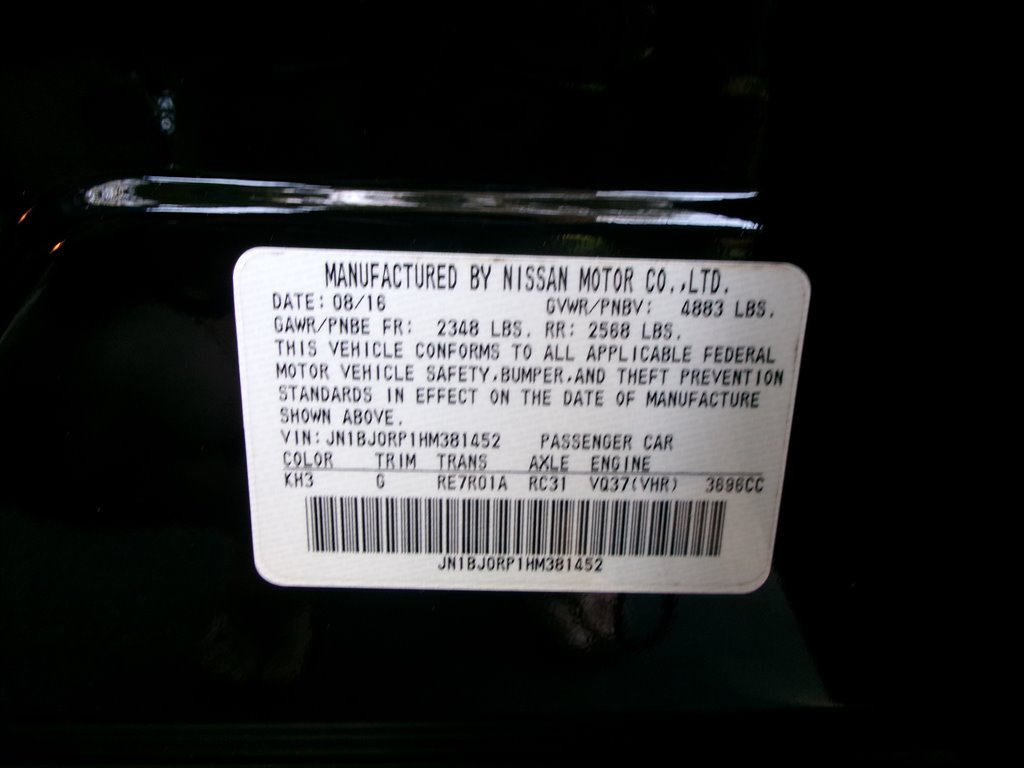 MANUFACTURED BY NISSAN MOTOR CO.,LTD.
DATE: 08/16 GVWR/PNBV: 4883 LBS.
GAWR/PNBE FR: 2348 LBS. RR: 2568 LBS.
THIS VEHICLE CONFORMS TO ALL APPLICABLE FEDERAL
MOTOR VEHICLE SAFETY,BUMPER,AND THEFT PREVENTION
STANDARDS IN EFFECT ON THE DATE OF MANUFACTURE
SHOWN ABOVE.
VIN: JN1BJ0RP1HM381452 PASSENGER CAR
COLOR TRIM TRANS AXLE ENGINE
KH3 G RE7R01A RC31 VQ37(VHR) 3696CC
JN1BJ0RP1HM381452